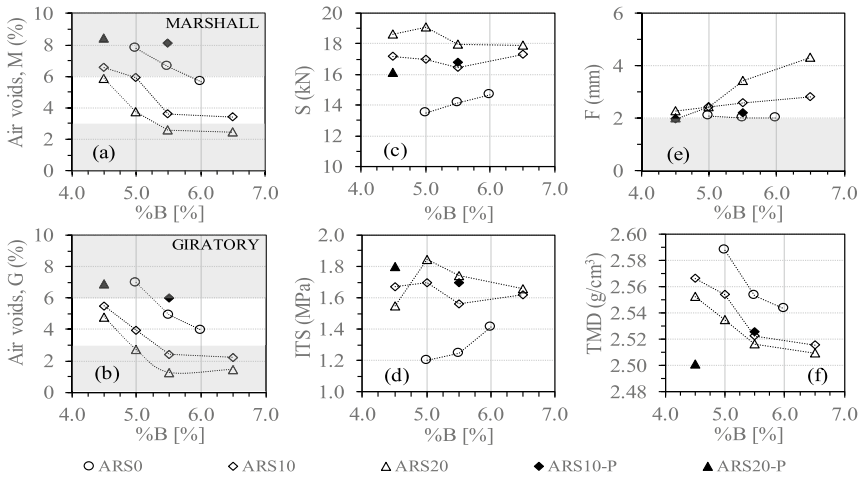 Air voids, M (%)
10
8
6
4
2
0
MARSHALL
(a)
4.0 5.0 6.0 7.0
%B [%]
S (kN)
20
18
16
14
12
10
(c)
4.0 5.0 6.0 7.0
%B [%]
F (mm)
6
4
2
0
(e)
4.0 5.0 6.0 7.0
%B [%]
Air voids, G (%)
10
8
6
4
2
0
GIRATORY
(b)
4.0 5.0 6.0 7.0
%B [%]
ITS (MPa)
2.0
1.8
1.6
1.4
1.2
1.0
(d)
4.0 5.0 6.0 7.0
%B [%]
TMD (g/cm³)
2.60
2.58
2.56
2.54
2.52
2.50
2.48
(f)
4.0 5.0 6.0 7.0
%B [%]
ARS0 ARS10 ARS20 ARS10-P ARS20-P